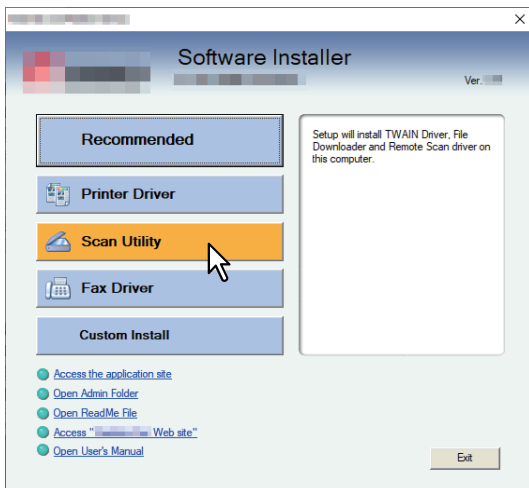 Software Installer
Ver.
Recommended
Printer Driver
Scan Utility
Fax Driver
Custom Install
Setup will install TWAIN Driver, File
Downloader and Remote Scan driver on
this computer.
Access the application site
Open Admin Folder
Open ReadMe File
Access " Web site"
Open User's Manual
Exit